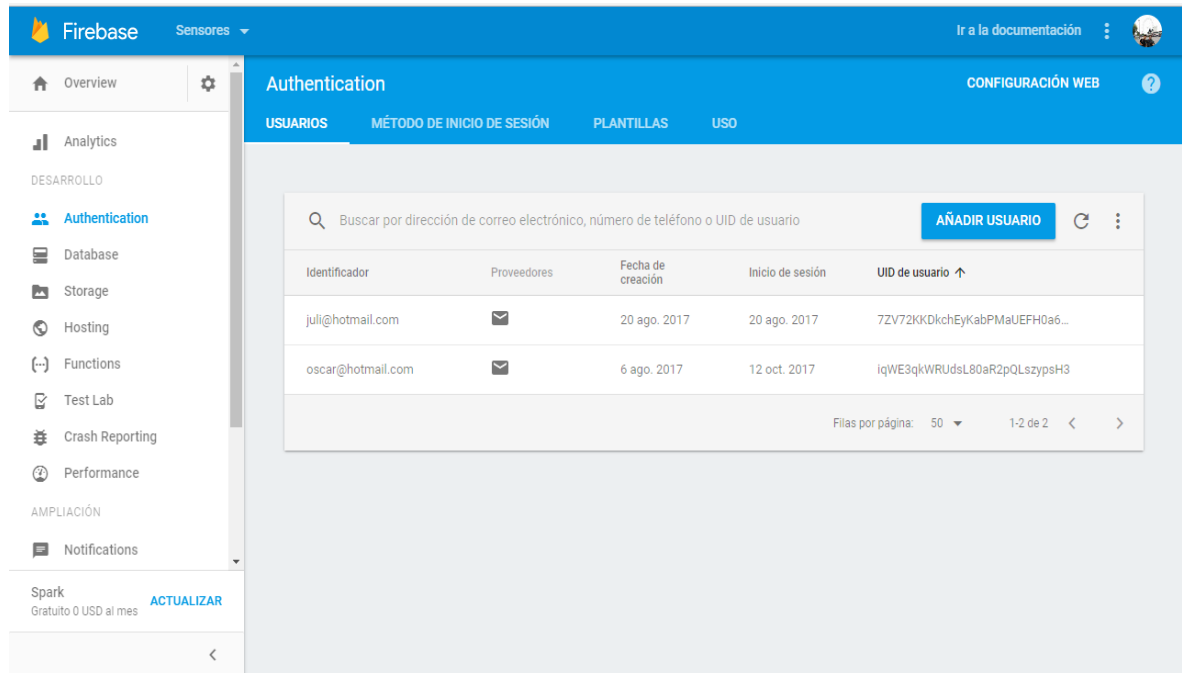 Firebase
Sensores
Ir a la documentación
Overview
Analytics
DESARROLLO
Authentication
Database
Storage
Hosting
Functions
Test Lab
Crash Reporting
Performance
AMPLIACIÓN
Notifications
Spark
Gratuito 0 USD al mes
ACTUALIZAR
Authentication
CONFIGURACIÓN WEB
USUARIOS MÉTODO DE INICIO DE SESIÓN PLANTILLAS USO
Buscar por dirección de correo electrónico, número de teléfono o UID de usuario
AÑADIR USUARIO
Identificador Proveedores Fecha de creación Inicio de sesión UID de usuario
juli@hotmail.com 20 ago. 2017 20 ago. 2017 7ZV72KKDkchEyKabPMaUEFH0a6...
oscar@hotmail.com 6 ago. 2017 12 oct. 2017 iqWE3qkWRUdsL80aR2pQLszypsH3
Filas por página: 50 1-2 de 2